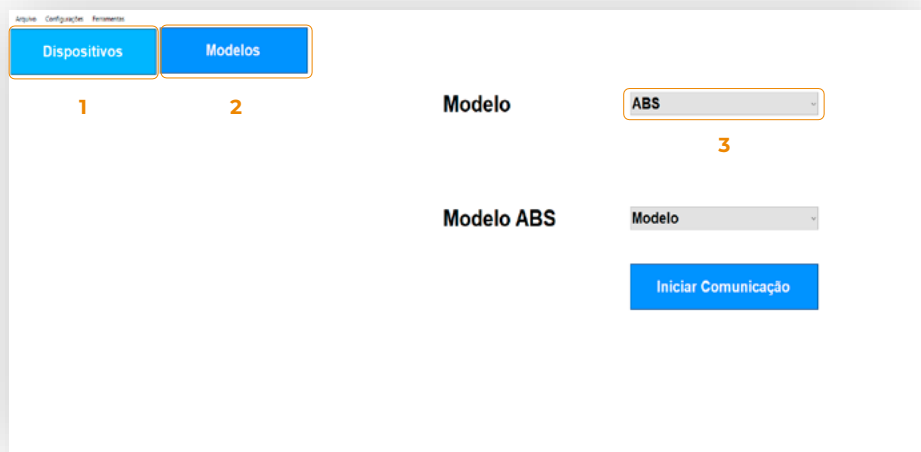 Arquivo Configurações Ferramentas
Dispositivos Modelos
1 2
Modelo ABS
3
Modelo ABS Modelo
Iniciar Comunicação